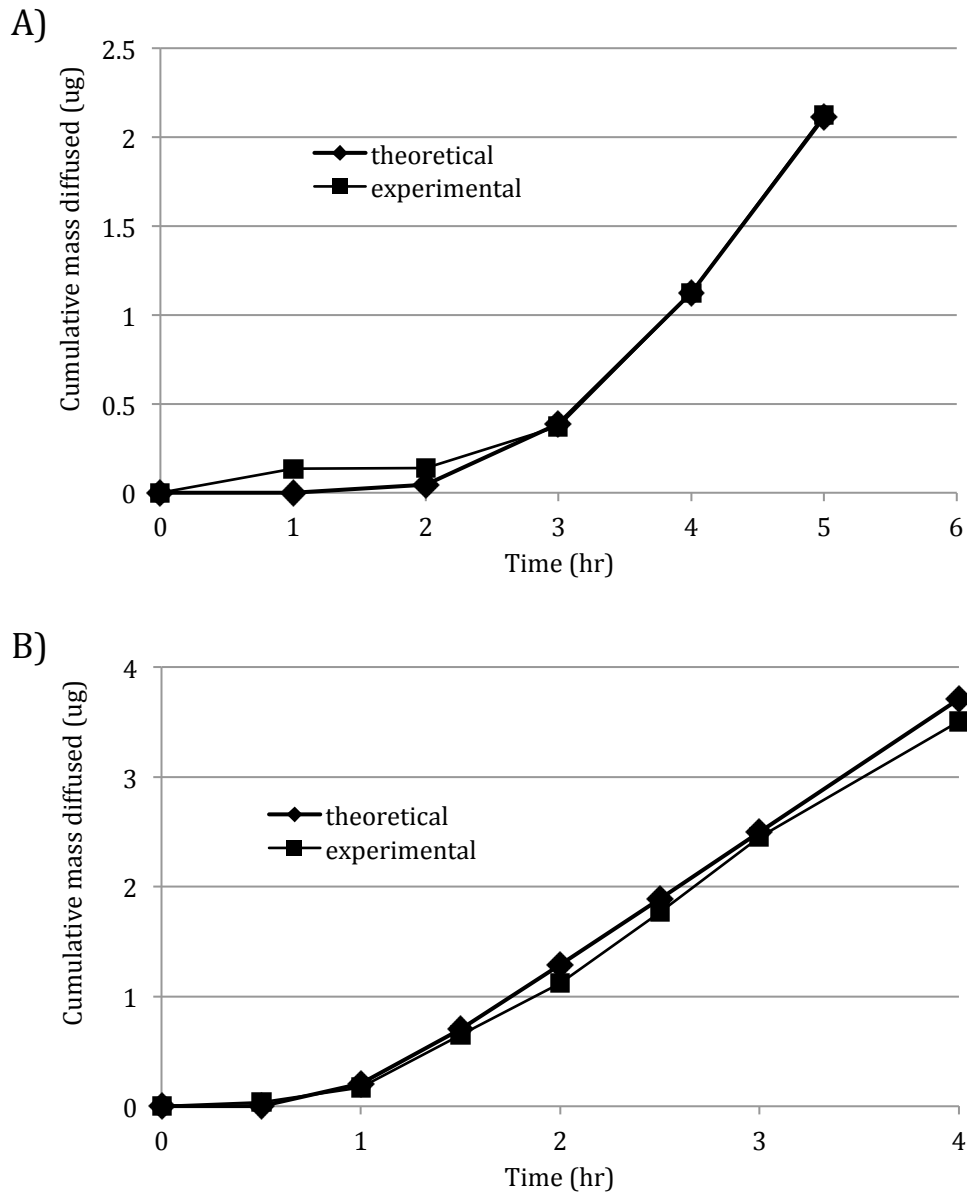 A)
Cumulative mass diffused (ug)
2.5
2
1.5
1
0.5
0
theoretical
experimental
0 1 2 3 4 5 6
Time (hr)
B)
Cumulative mass diffused (ug)
4
3
2
1
0
theoretical
experimental
0 1 2 3 4
Time (hr)